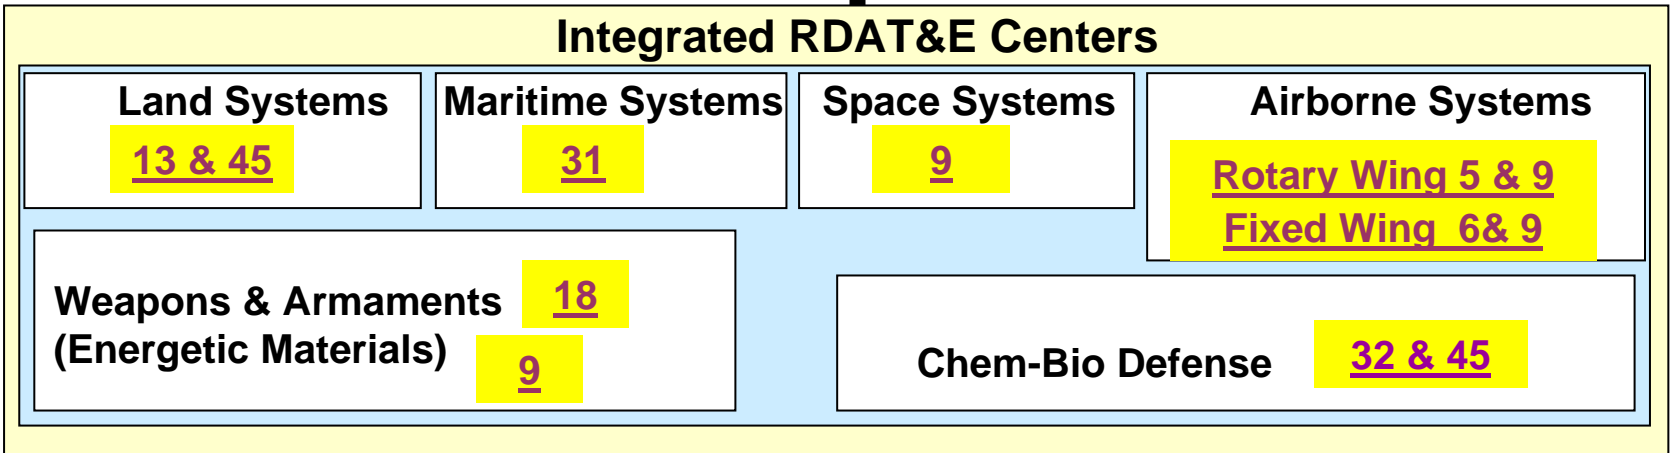 Integrated RDAT&E Centers
Land Systems
13 & 45
Maritime Systems
31
Space Systems
9
Airborne Systems
Rotary Wing 5 & 9
Fixed Wing  6& 9
Weapons & Armaments 18
(Energetic Materials) 9
Chem-Bio Defense 32 & 45